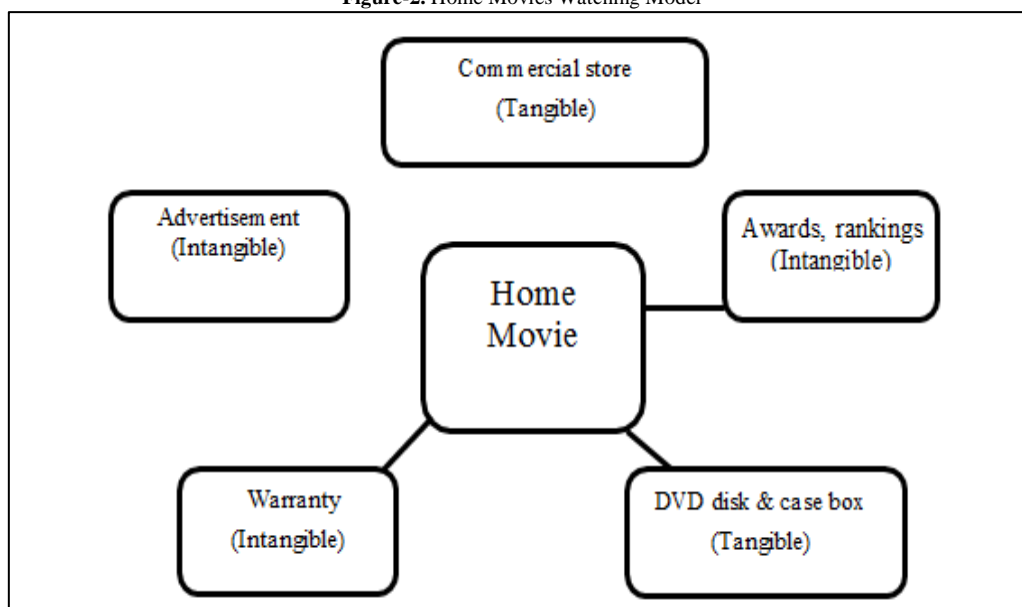 Figure-2. Home Movies Watching Model
Commercial store
(Tangible)
Advertisement
(Intangible)
Awards, rankings
(Intangible)
Home
Movie
Warranty
(Intangible)
DVD disk & case box
(Tangible)